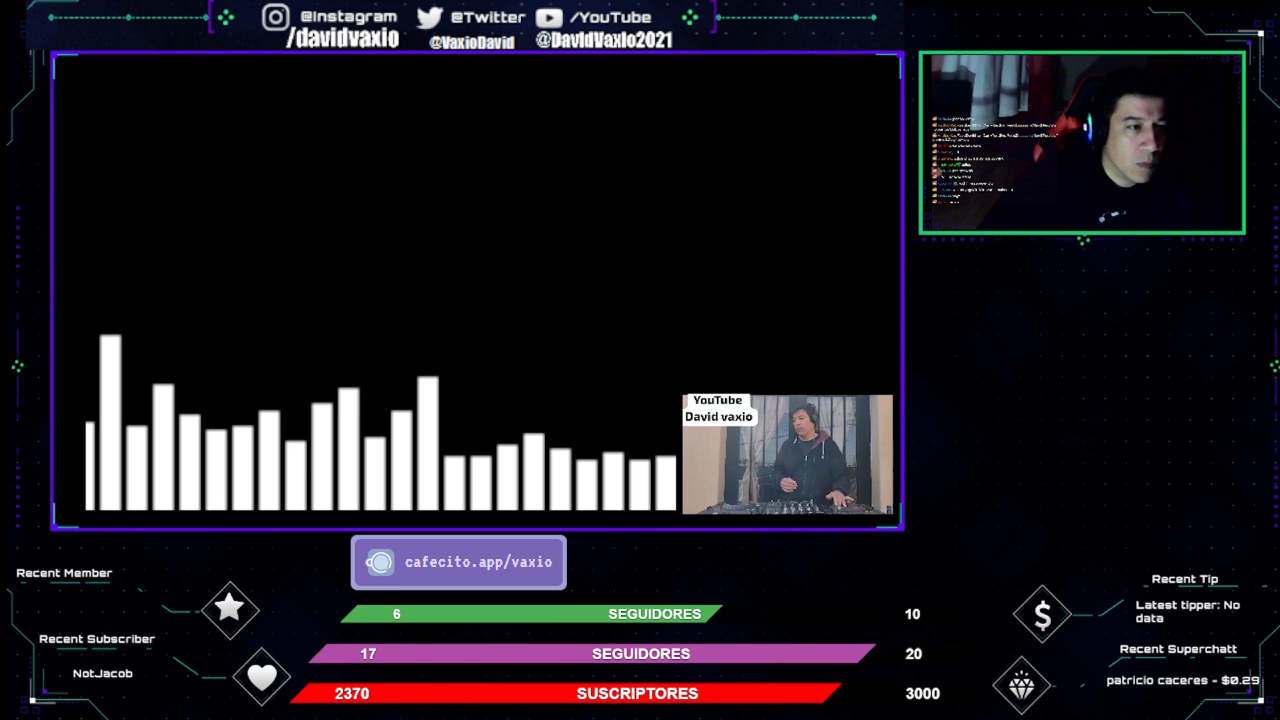 @Instagram
/davidvaxio
@Twitter
@VaxioDavid
/YouTube
@DavidVaxio2021
YouTube
David vaxio
cafecito.app/vaxio
Recent Member
Recent Subscriber
NotJacob
6 SEGUIDORES 10
17 SEGUIDORES 20
2370 SUSCRIPTORES 3000
Recent Tip
Latest tipper: No
data
Recent Superchatt
patricio caceres - $0.29